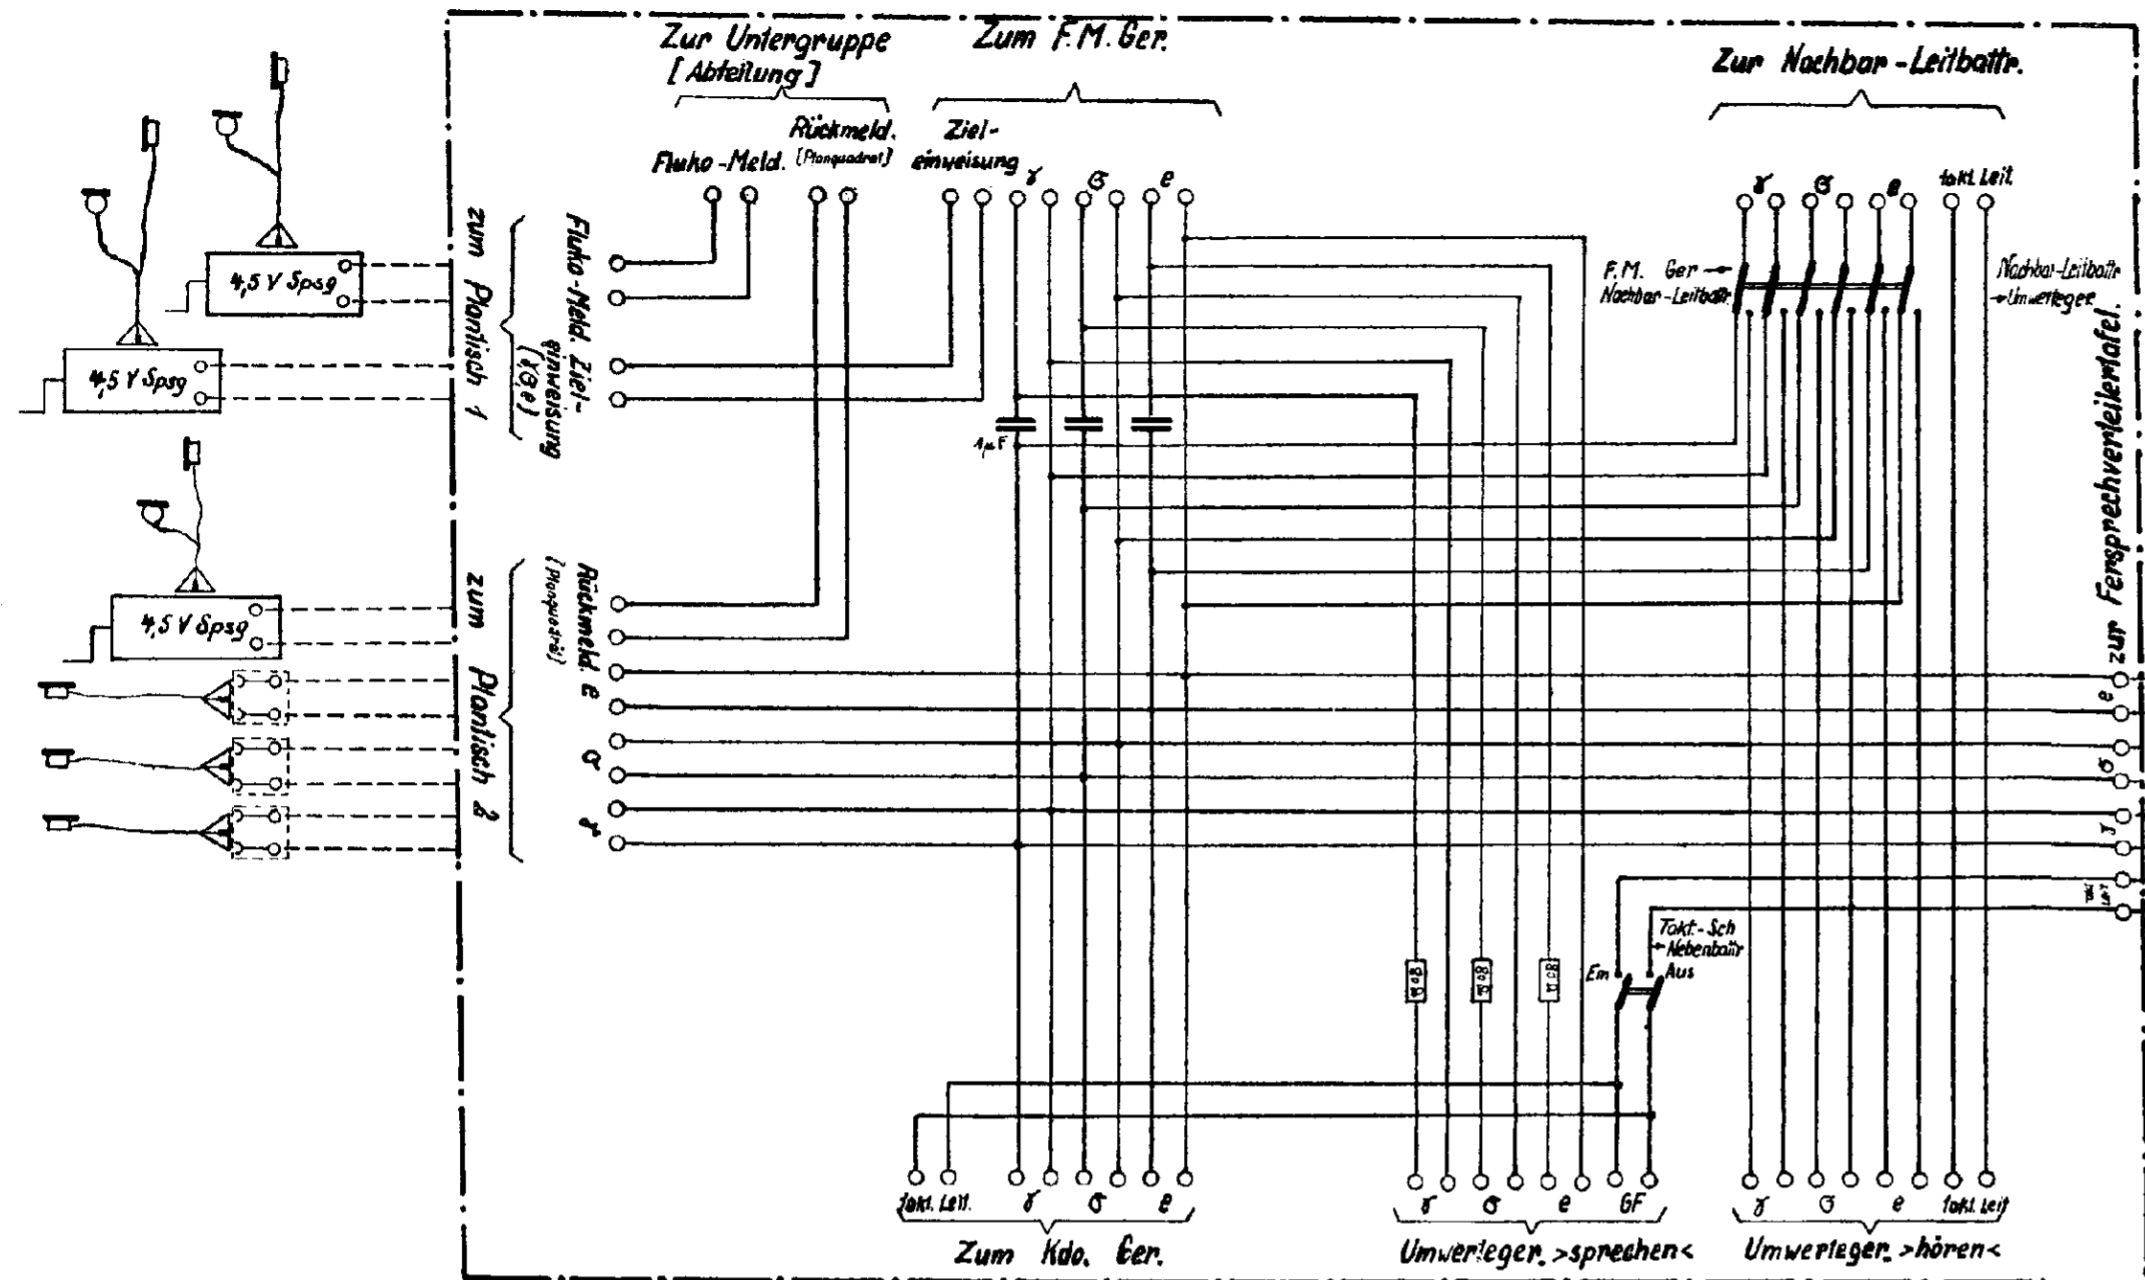 Zur Untergruppe
[Abteilung]
Zum F.M. Ger.
Zur Nachbar-Leitbattr.
Rückmeld.
[Planquadrat]
Fluko-Meld.
Ziel-
einweisung
γ
σ
e
γ
σ
e
takt. Leit.
4,5 V Spsg
4,5 V Spsg
zum Plantisch 1
Fluko-Meld.
Ziel-
einweisung
(γ, σ, e)
F.M. Ger
Nachbar-Leitbattr
Nachbar-Leitbattr
Umwerteger.
1µF
zur Fernsprechverteilertafel.
4,5 V Spsg
zum Plantisch 2
Rückmeld.
[Planquadrat]
e
σ
γ
e
σ
γ
Takt
Leit
Takt.-Sch
Nebenbattr
Ein
Aus
takt. Leit.
γ
σ
e
Zum Kdo. Ger.
γ
σ
e
GF
Umwerteger. >sprechen<
γ
σ
e
takt. Leit
Umwerteger. >hören<